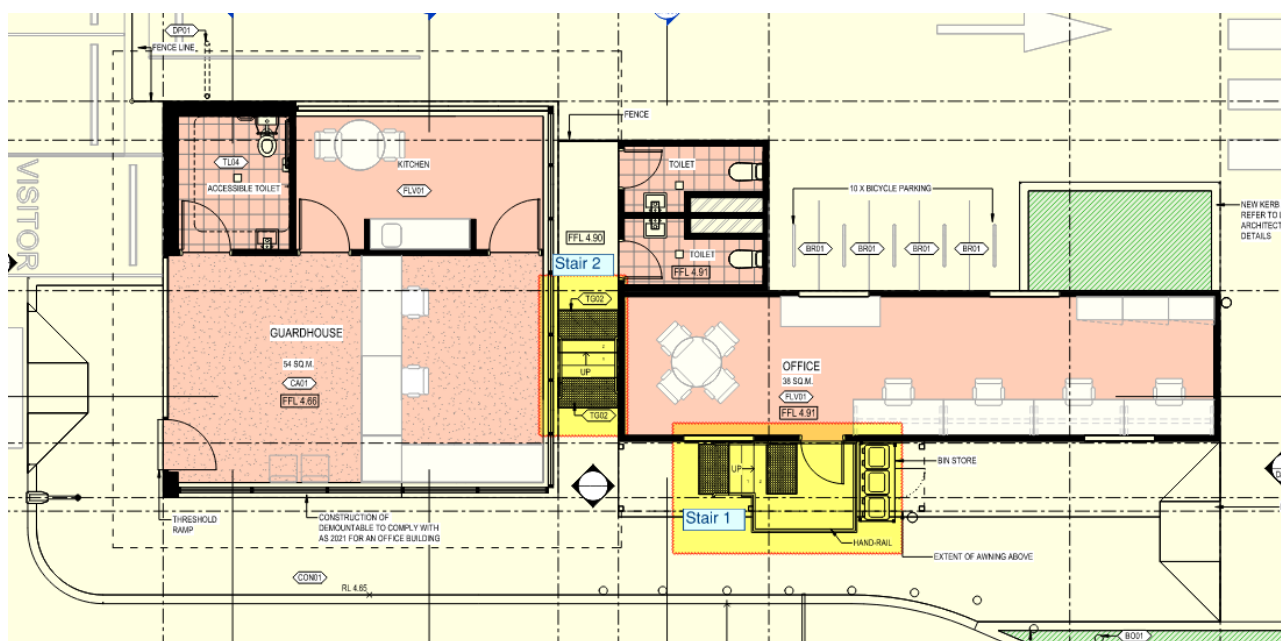 DP01
FENCE LINE
VISITOR
TL04
ACCESSIBLE TOILET
KITCHEN
FLV01
FENCE
TOILET
FFL 4.90
TOILET
FFL 4.91
10 X BICYCLE PARKING
BR01
BR01
BR01
BR01
NEW KERB
REFER TO
ARCHITECT
DETAILS
Stair 2
TG02
UP
TG02
GUARDHOUSE
54 SQ.M.
CA01
FFL 4.66
OFFICE
38 SQ.M.
FLV01
FFL 4.91
UP
BIN STORE
Stair 1
HAND-RAIL
EXTENT OF AWNING ABOVE
THRESHOLD
RAMP
CONSTRUCTION OF
DEMOUNTABLE TO COMPLY WITH
AS 2021 FOR AN OFFICE BUILDING
CON01
RL 4.65
BO01